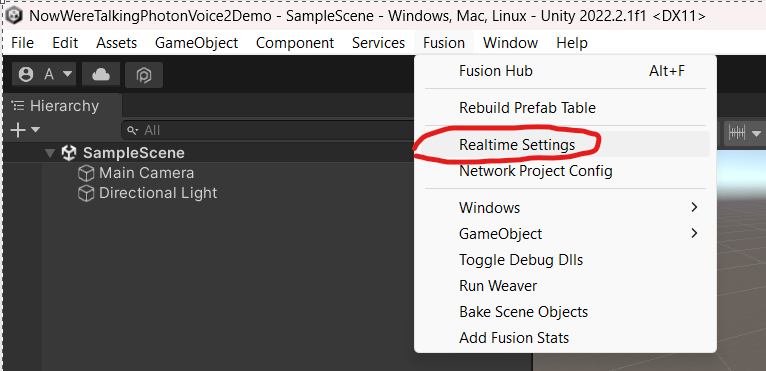 NowWereTalkingPhotonVoice2Demo - SampleScene - Windows, Mac, Linux - Unity 2022.2.1f1 <DX11>
File Edit Assets GameObject Component Services Fusion Window Help
A
Fusion Hub Alt+F
Hierarchy
Rebuild Prefab Table
All
SampleScene
Realtime Settings
Main Camera
Network Project Config
Directional Light
Windows
GameObject
Toggle Debug Dlls
Run Weaver
Bake Scene Objects
Add Fusion Stats